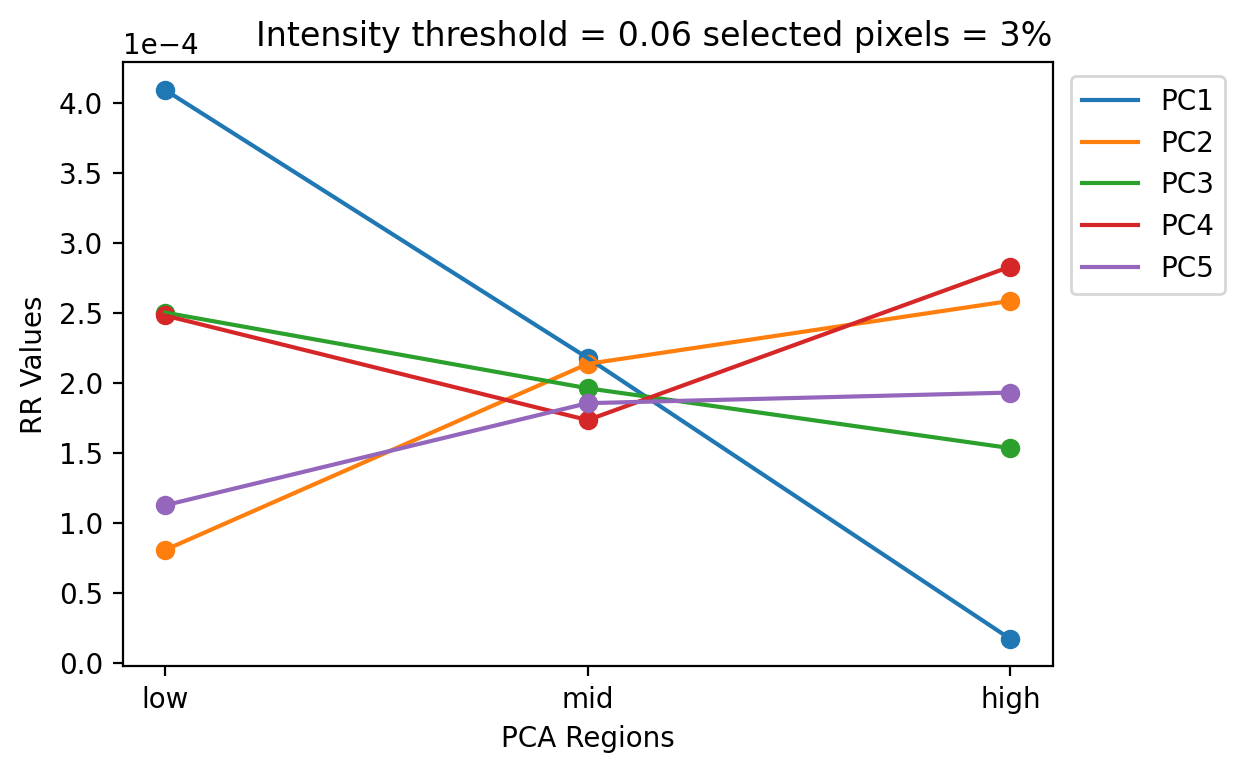 Intensity threshold = 0.06 selected pixels = 3%
1e−4
4.0
3.5
3.0
2.5
2.0
1.5
1.0
0.5
0.0
RR Values
low mid high
PCA Regions
PC1
PC2
PC3
PC4
PC5